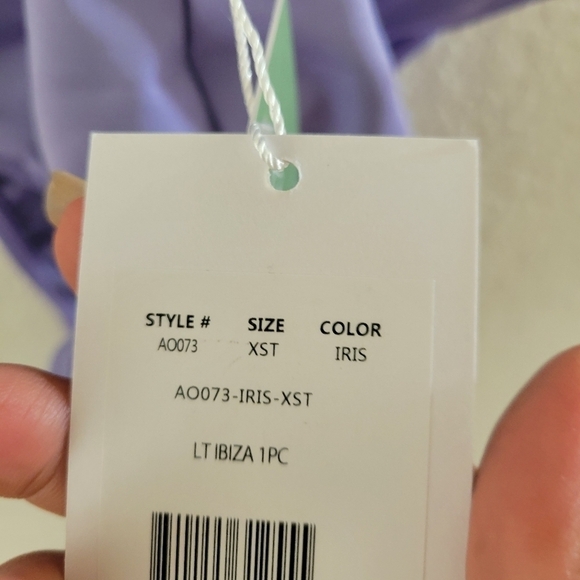 STYLE # SIZE COLOR
AO073 XST IRIS
AO073-IRIS-XST
LT IBIZA 1PC